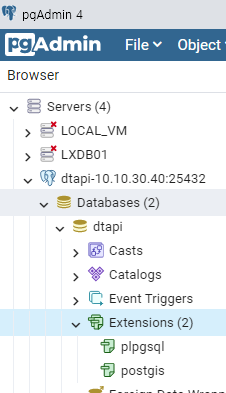 pgAdmin 4
pgAdmin File Object
Browser
Servers (4)
LOCAL_VM
LXDB01
dtapi-10.10.30.40:25432
Databases (2)
dtapi
Casts
Catalogs
Event Triggers
Extensions (2)
plpgsql
postgis